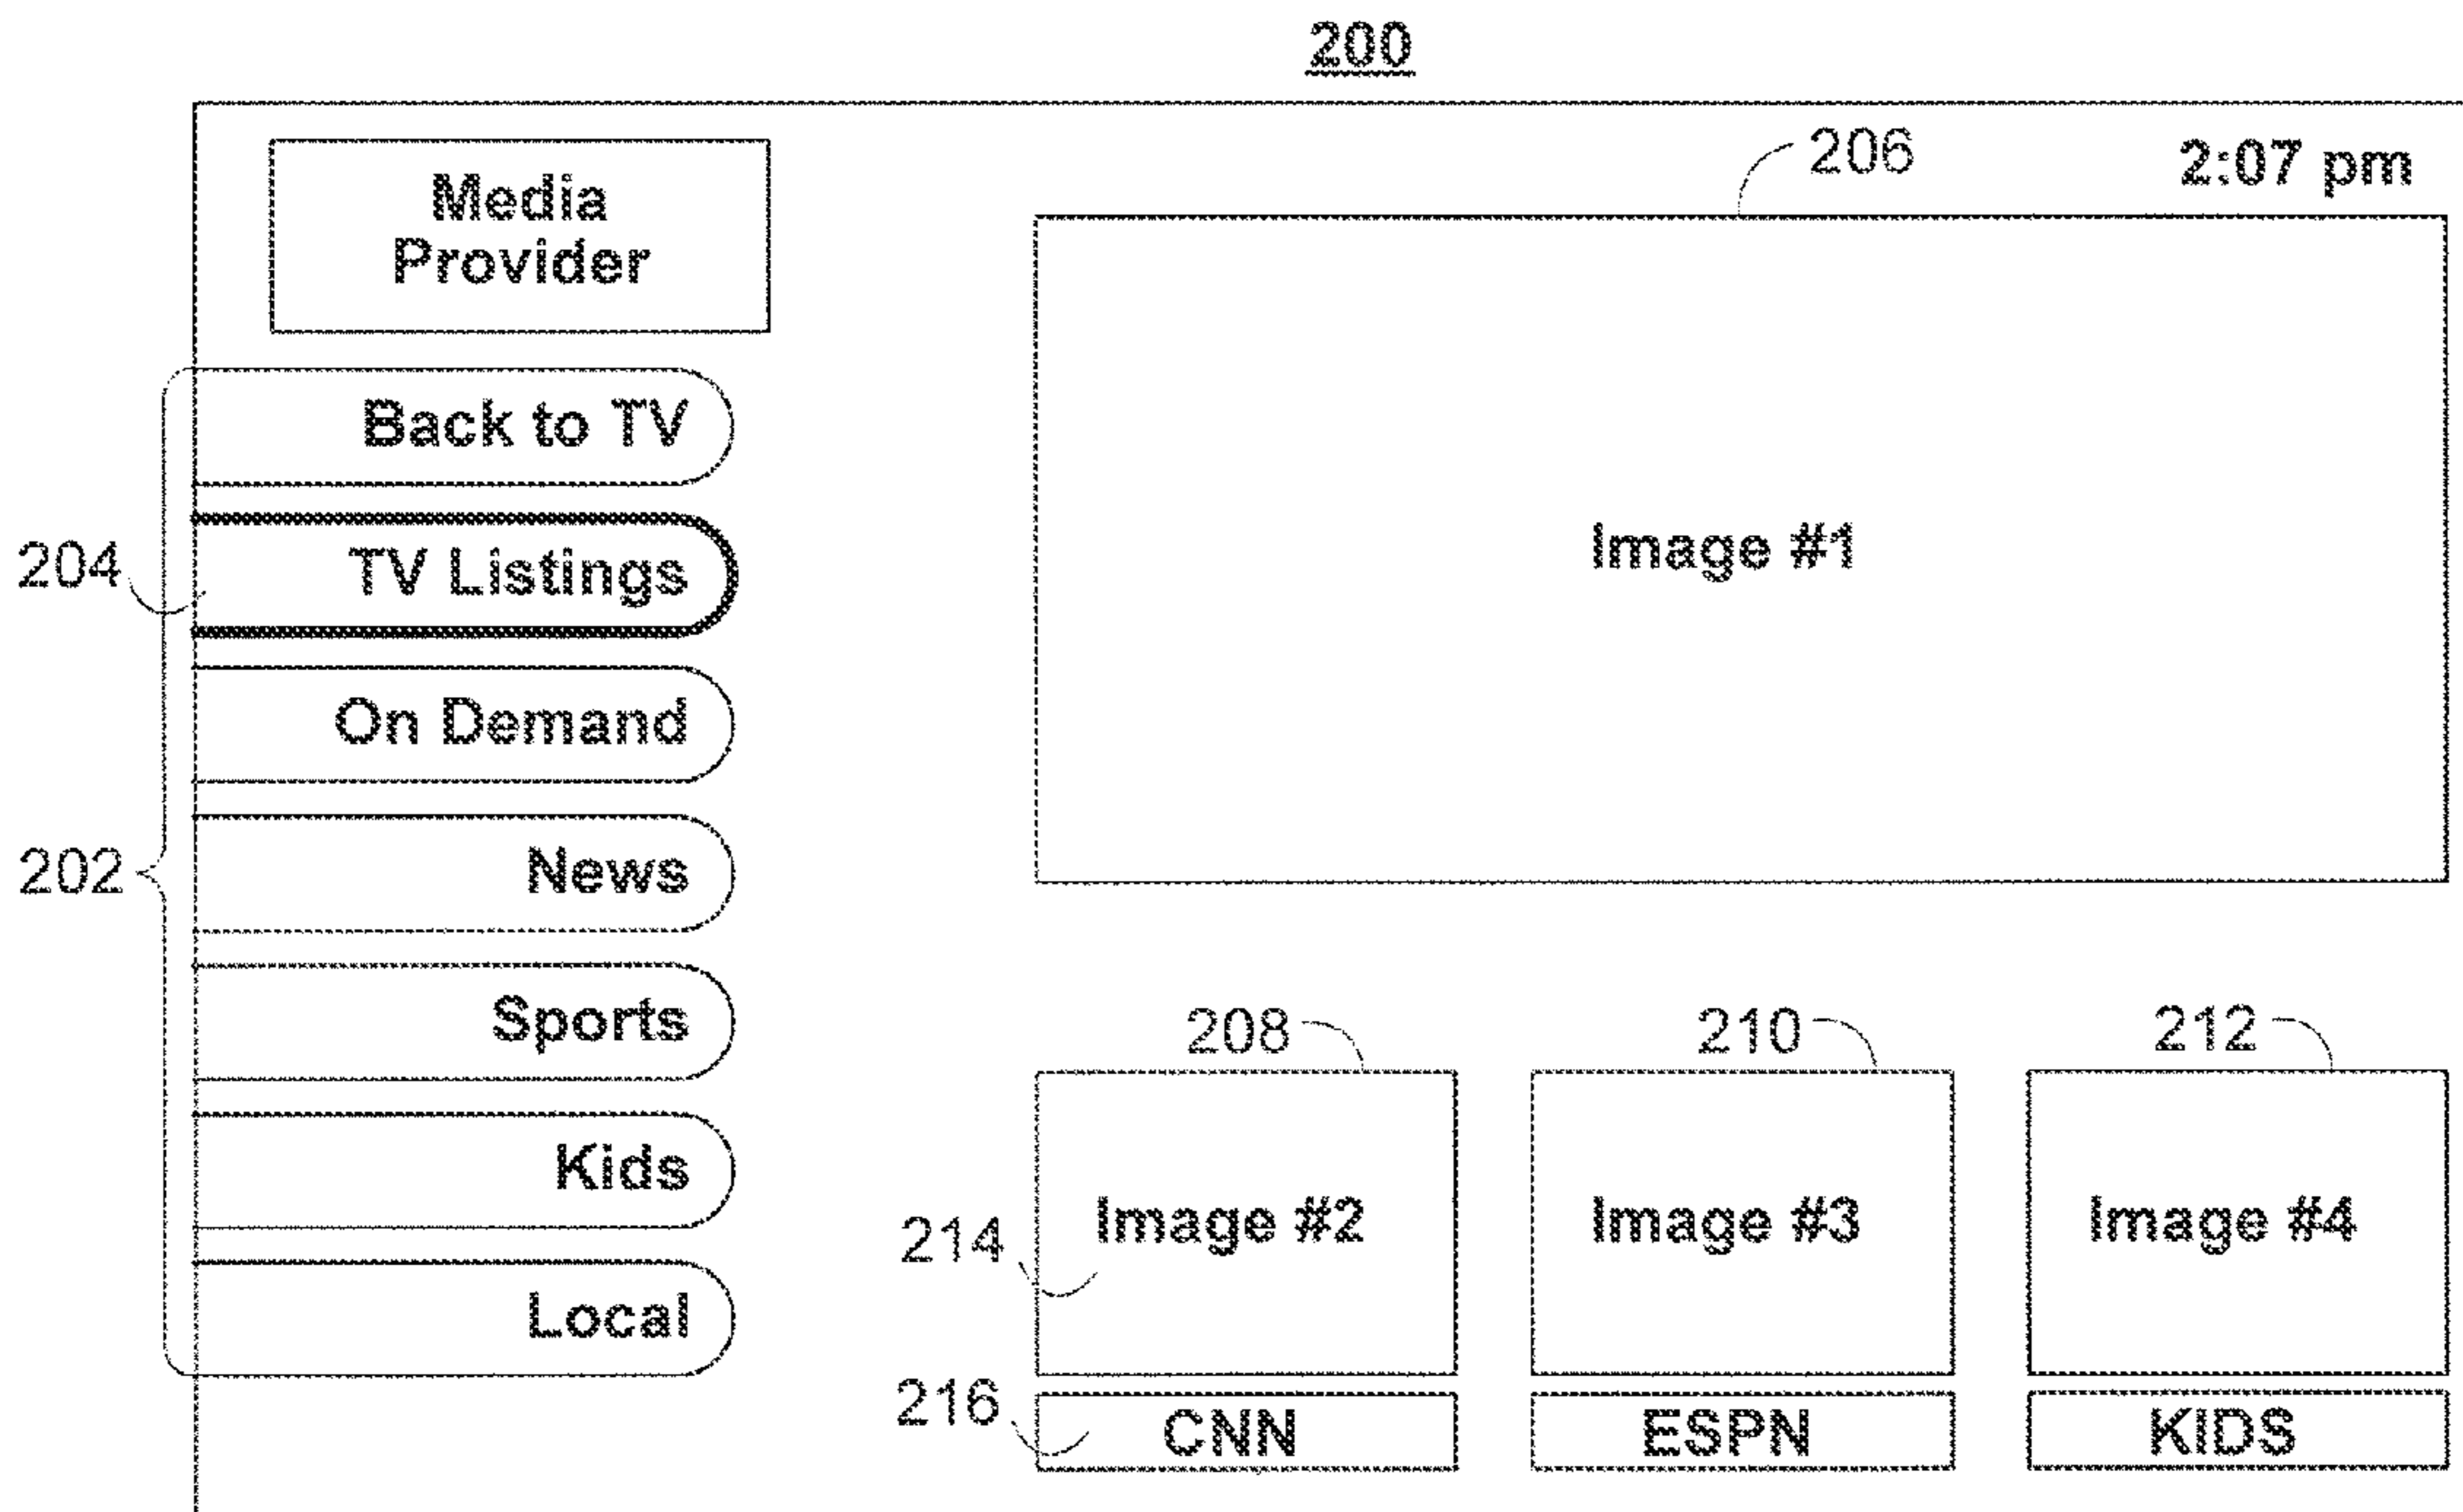 200
206
2:07 pm
Media
Provider
Image #1
Back to TV
204
TV Listings
On Demand
202
News
Sports
Kids
Local
208
210
212
214
Image #2
Image #3
Image #4
216
CNN
ESPN
KIDS